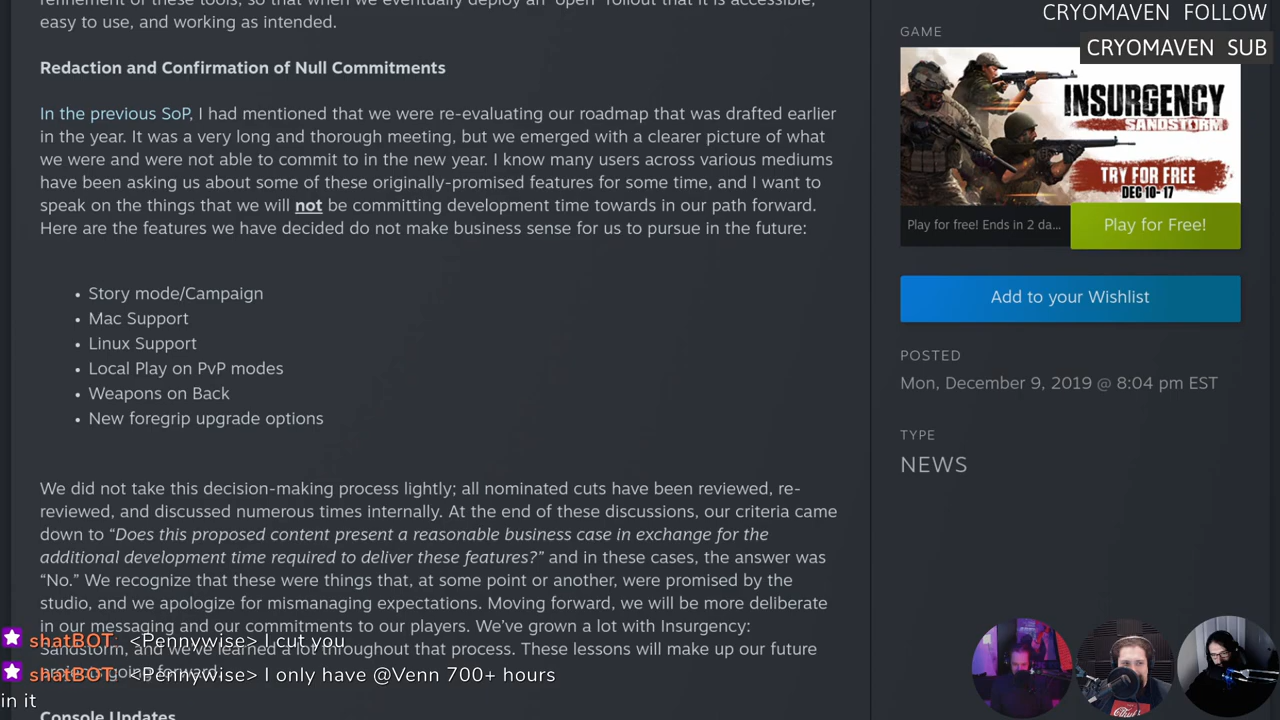 refinement of these tools, so that when we eventually deploy an "open" rollout that it is accessible,
easy to use, and working as intended.
Redaction and Confirmation of Null Commitments
In the previous SoP, I had mentioned that we were re-evaluating our roadmap that was drafted earlier
in the year. It was a very long and thorough meeting, but we emerged with a clearer picture of what
we were and were not able to commit to in the new year. I know many users across various mediums
have been asking us about some of these originally-promised features for some time, and I want to
speak on the things that we will not be committing development time towards in our path forward.
Here are the features we have decided do not make business sense for us to pursue in the future:
• Story mode/Campaign
• Mac Support
• Linux Support
• Local Play on PvP modes
• Weapons on Back
• New foregrip upgrade options
We did not take this decision-making process lightly; all nominated cuts have been reviewed, re-
reviewed, and discussed numerous times internally. At the end of these discussions, our criteria came
down to “Does this proposed content present a reasonable business case in exchange for the
additional development time required to deliver these features?” and in these cases, the answer was
“No.” We recognize that these were things that, at some point or another, were promised by the
studio, and we apologize for mismanaging expectations. Moving forward, we will be more deliberate
in our messaging and our commitments to our players. We’ve grown a lot with Insurgency:
Sandstorm, and we’ve learned a lot throughout that process. These lessons will make up our future
projects going forward.
Console Updates
shatBOT: <Pennywise> I cut you
shatBOT: <Pennywise> I only have @Venn 700+ hours
in it
CRYOMAVEN FOLLOW
CRYOMAVEN SUB
GAME
INSURGENCY
SANDSTORM
TRY FOR FREE
DEC 10-17
Play for free! Ends in 2 da...
Play for Free!
Add to your Wishlist
POSTED
Mon, December 9, 2019 @ 8:04 pm EST
TYPE
NEWS